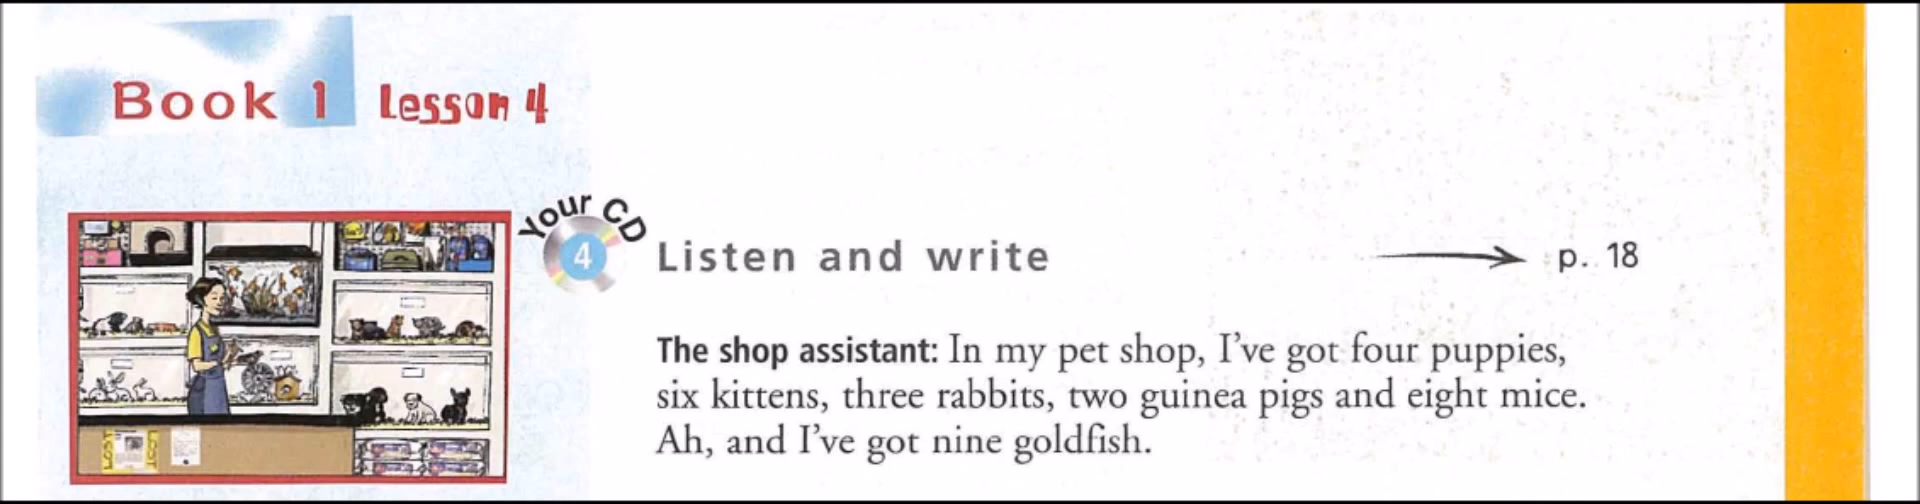 Book 1 Lesson 4
Your CD
4
Listen and write
p. 18
The shop assistant: In my pet shop, I've got four puppies,
six kittens, three rabbits, two guinea pigs and eight mice.
Ah, and I've got nine goldfish.
LOST
LOST